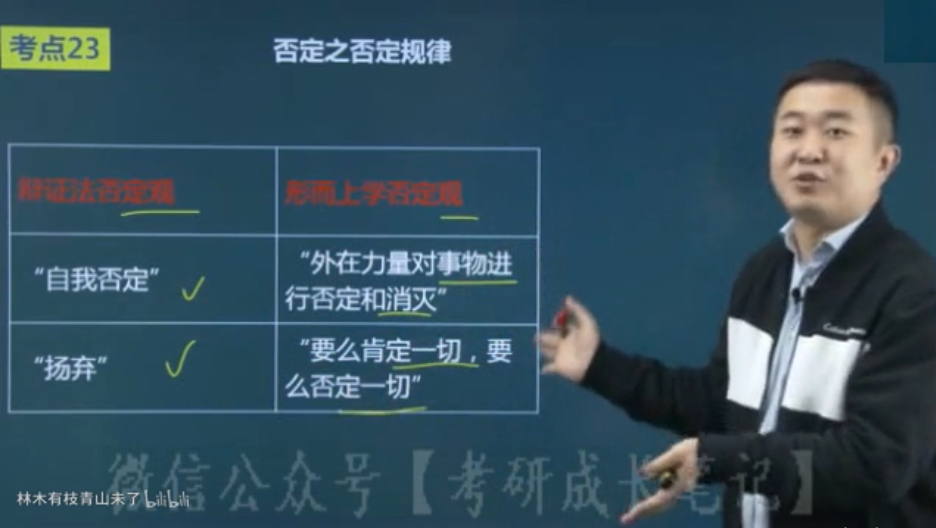 考点23
否定之否定规律
辩证法否定观
形而上学否定观
“自我否定”
“外在力量对事物进
行否定和消灭”
“扬弃”
“要么肯定一切，要
么否定一切”
微信公众号【考研成长笔记】
林木有枝青山未了 bilibili